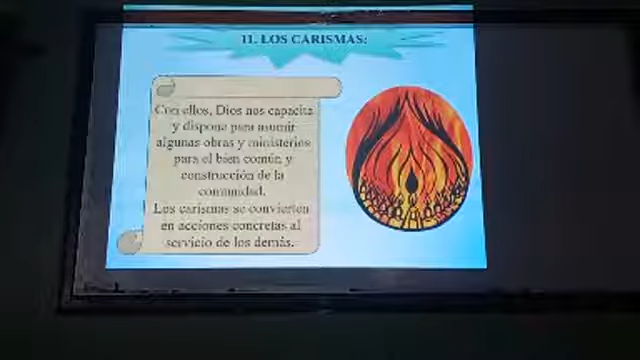 11. LOS CARISMAS:
Con ellos, Dios nos capacita
y dispone para asumir
algunas obras y ministerios
para el bien común y
construcción de la
comunidad.
Los carismas se convierten
en acciones concretas al
servicio de los demás.